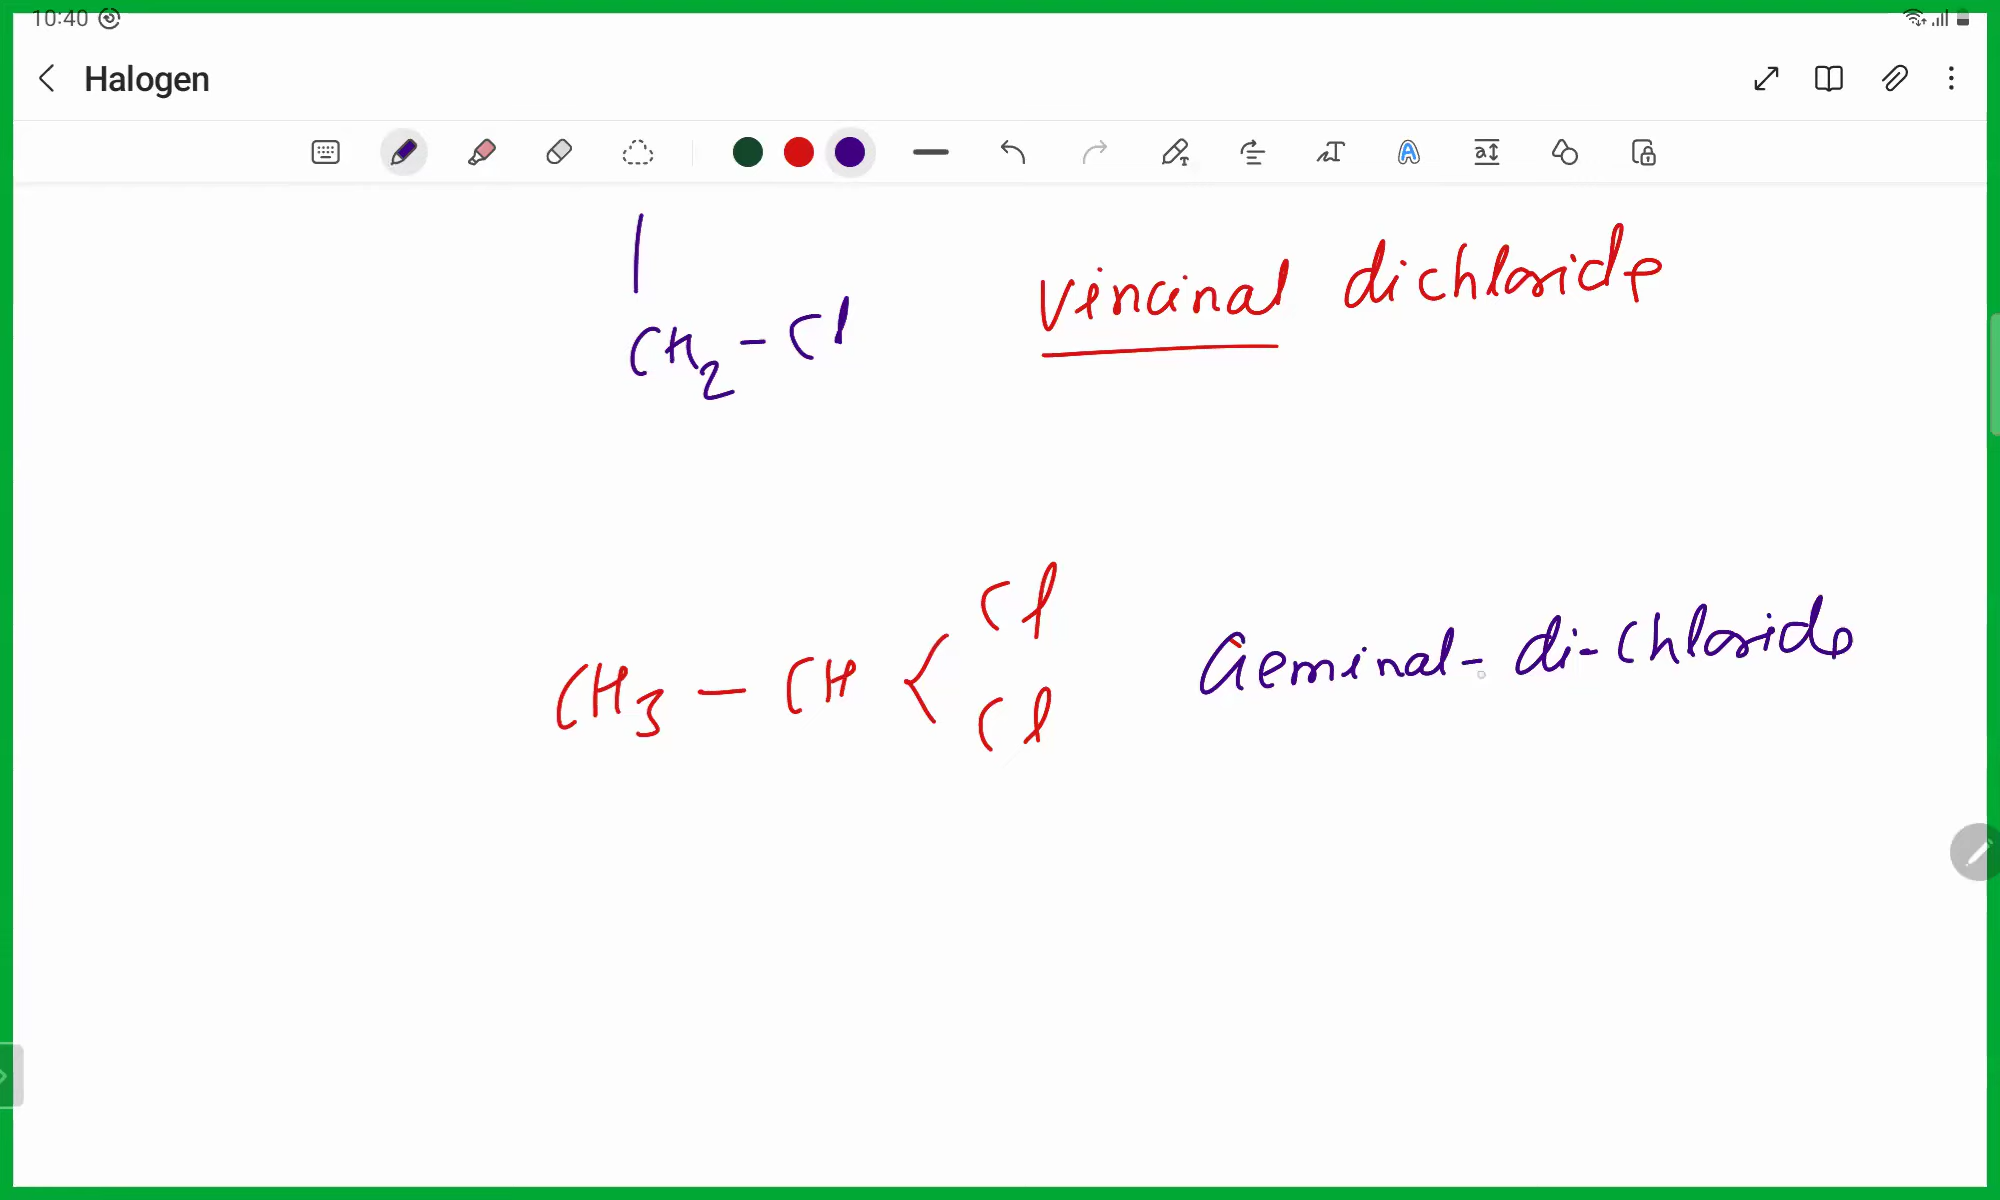 10:40
Halogen
CH2-Cl
Vincinal dichloride
Cl
CH3-CH<
Cl
Geminal-di-Chloride